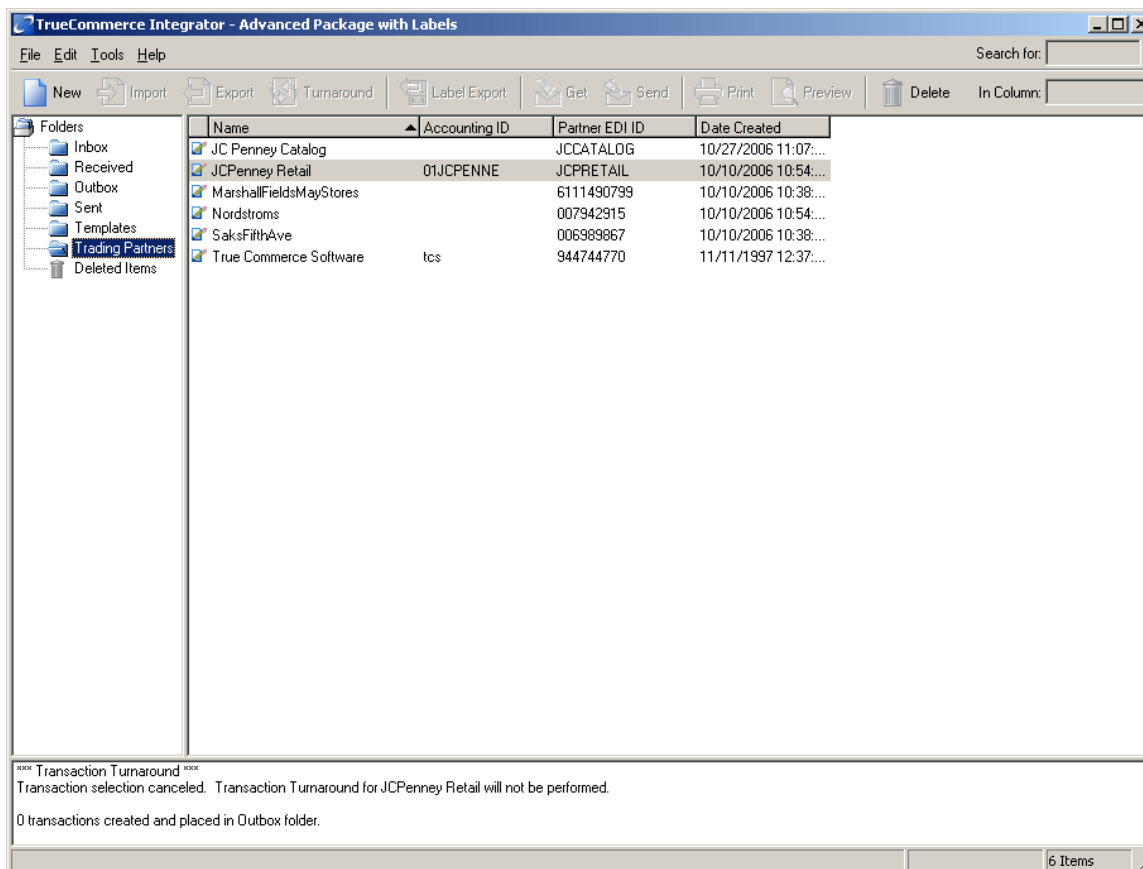 TrueCommerce Integrator - Advanced Package with Labels
File Edit Tools Help Search for:
New Import Export Turnaround Label Export Get Send Print Preview Delete In Column:
Folders
Inbox
Received
Outbox
Sent
Templates
Trading Partners
Deleted Items
Name Accounting ID Partner EDI ID Date Created
JC Penney Catalog JCCATALOG 10/27/2006 11:07:...
JCPenney Retail 01JCPENNE JCPRETAIL 10/10/2006 10:54:...
MarshallFieldsMayStores 6111490799 10/10/2006 10:38:...
Nordstroms 007942915 10/10/2006 10:54:...
SaksFifthAve 006989867 10/10/2006 10:38:...
True Commerce Software tcs 944744770 11/11/1997 12:37:...
*** Transaction Turnaround ***
Transaction selection canceled. Transaction Turnaround for JCPenney Retail will not be performed.
0 transactions created and placed in Outbox folder.
6 Items